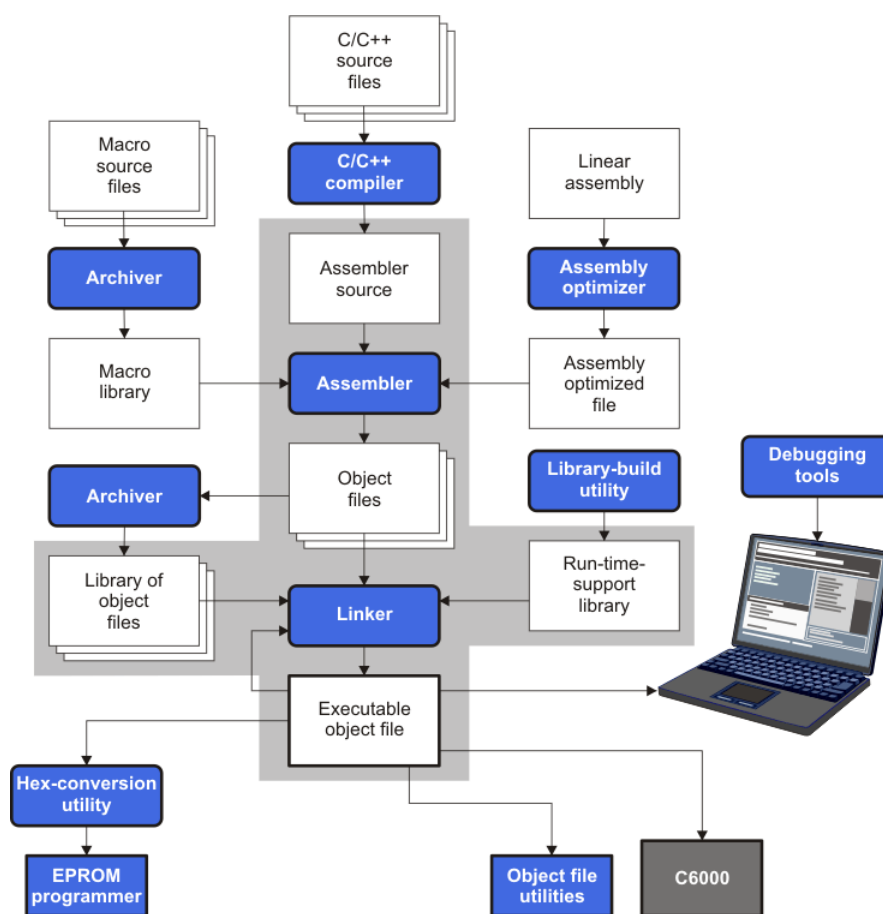 C/C++
source
files
Macro
source
files
C/C++
compiler
Linear
assembly
Archiver
Assembler
source
Assembly
optimizer
Macro
library
Assembler
Assembly
optimized
file
Archiver
Object
files
Library-build
utility
Debugging
tools
Library of
object
files
Linker
Run-time-
support
library
Executable
object file
Hex-conversion
utility
EPROM
programmer
Object file
utilities
C6000